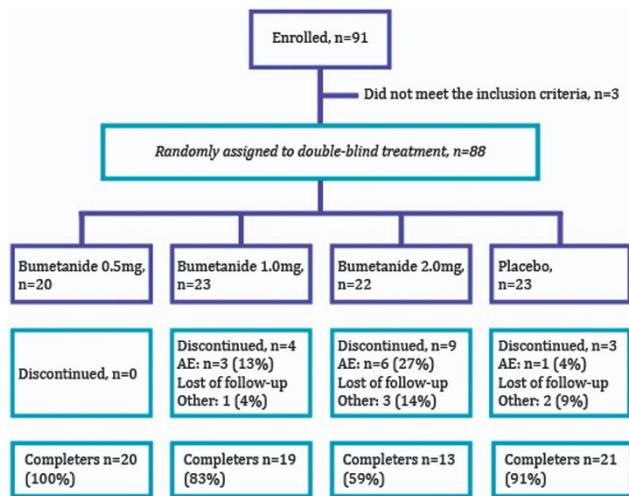 Enrolled, n=91
Did not meet the inclusion criteria, n=3
Randomly assigned to double-blind treatment, n=88
Bumetanide 0.5mg,
n=20
Bumetanide 1.0mg,
n=23
Bumetanide 2.0mg,
n=22
Placebo,
n=23
Discontinued, n=0
Discontinued, n=4
AE: n=3 (13%)
Lost of follow-up
Other: 1 (4%)
Discontinued, n=9
AE: n=6 (27%)
Lost of follow-up
Other: 3 (14%)
Discontinued, n=3
AE: n=1 (4%)
Lost of follow-up
Other: 2 (9%)
Completers n=20
(100%)
Completers n=19
(83%)
Completers n=13
(59%)
Completers n=21
(91%)